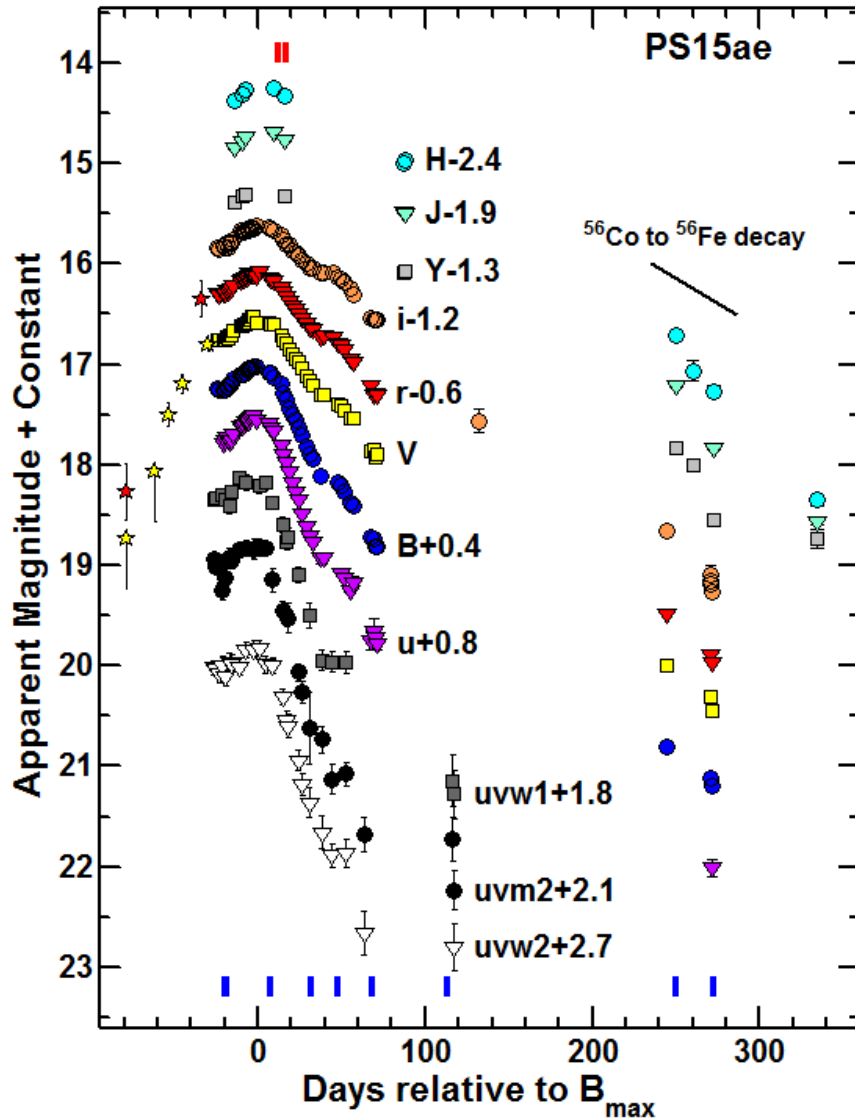 PS15ae
14
15
16
17
18
19
20
21
22
23
Apparent Magnitude + Constant
H-2.4
J-1.9
Y-1.3
i-1.2
r-0.6
V
B+0.4
u+0.8
uvw1+1.8
uvm2+2.1
uvw2+2.7
⁵⁶Co to ⁵⁶Fe decay
0 100 200 300
Days relative to B_max